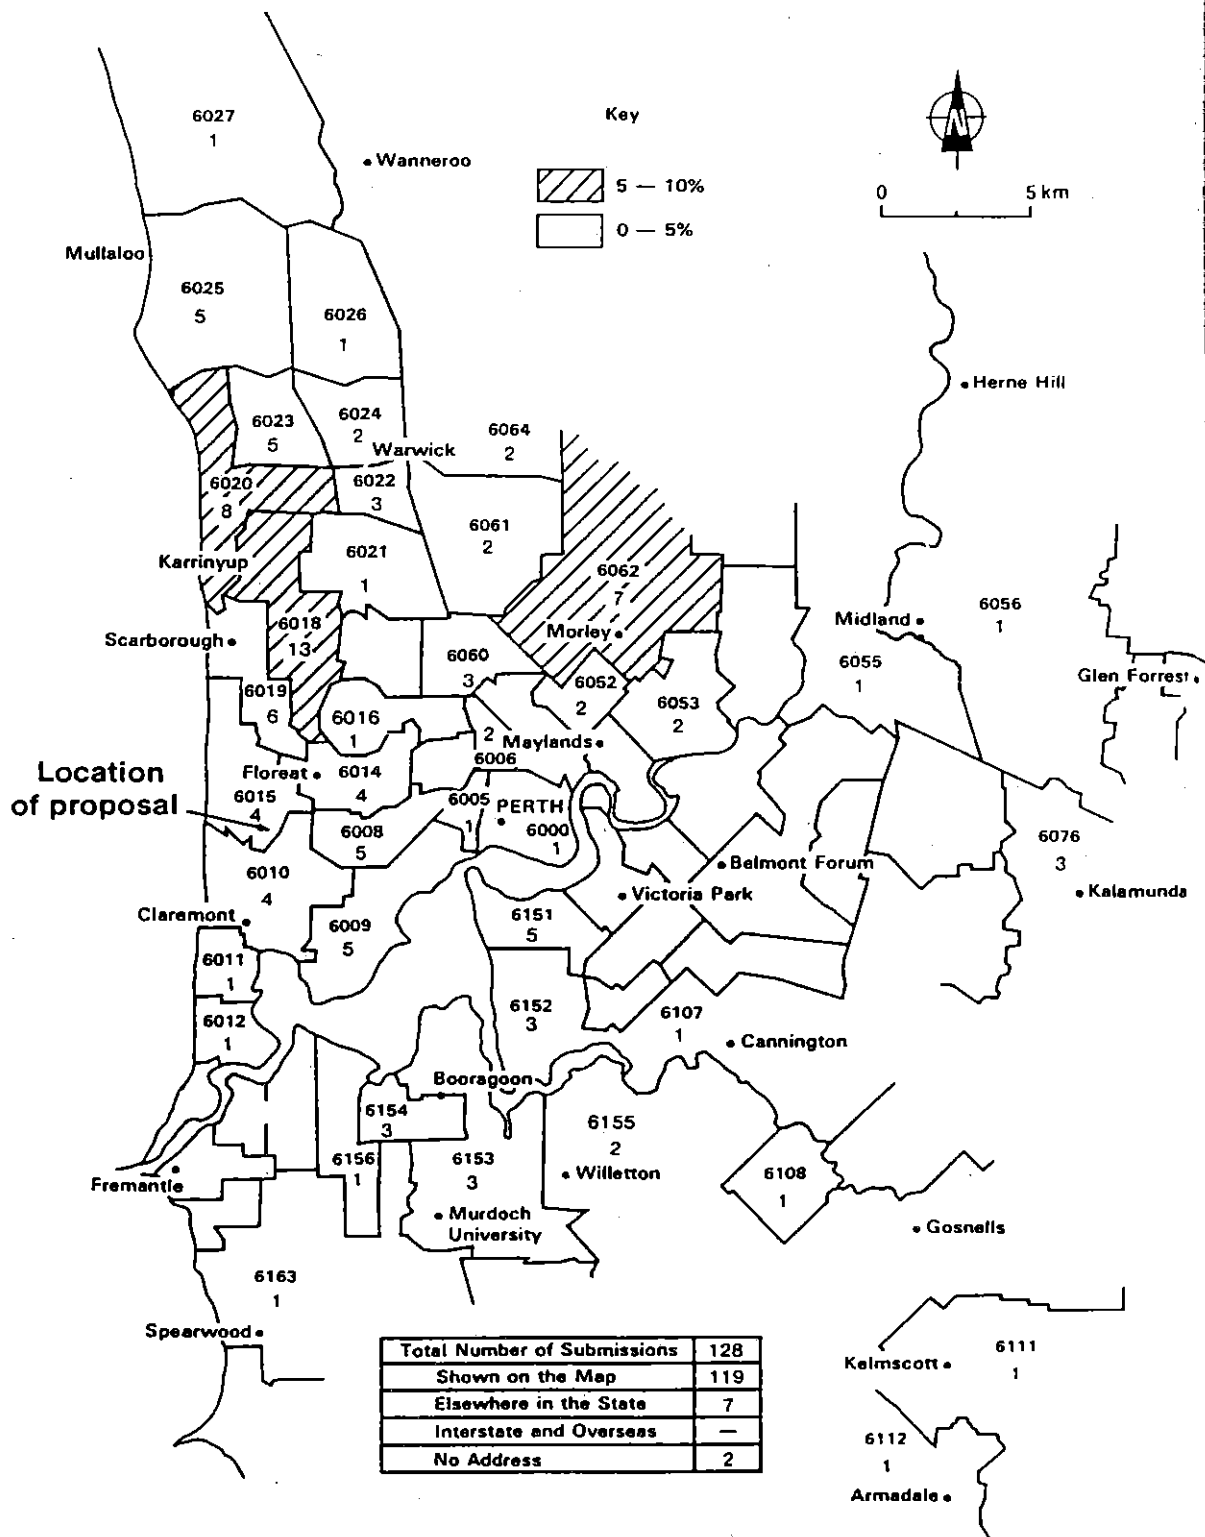 Key
5 — 10%
0 — 5%
N
0 5 km
6027
1
Wanneroo
Mullaloo
6025
5
6026
1
Herne Hill
6023
5
6024
2
Warwick
6064
2
6020
8
6022
3
6061
2
Karrinyup
6021
1
6062
7
Morley
6056
1
Midland
6055
1
Glen Forrest
Scarborough
6018
13
6060
3
6052
2
6053
2
6019
6
6016
1
2
Maylands
6006
Location
of proposal
Floreat
6014
4
6015
4
6005
1
PERTH
6000
1
6008
5
6076
3
Belmont Forum
Kalamunda
Victoria Park
6010
4
Claremont
6009
5
6151
5
6011
1
6012
1
6152
3
6107
1
Cannington
Booragoon
6154
3
6155
2
6156
1
6153
3
Willetton
6108
1
Fremantle
Murdoch
University
Gosnells
6163
1
Spearwood
Total Number of Submissions 128
Shown on the Map 119
Elsewhere in the State 7
Interstate and Overseas —
No Address 2
Kelmscott
6111
1
6112
1
Armadale